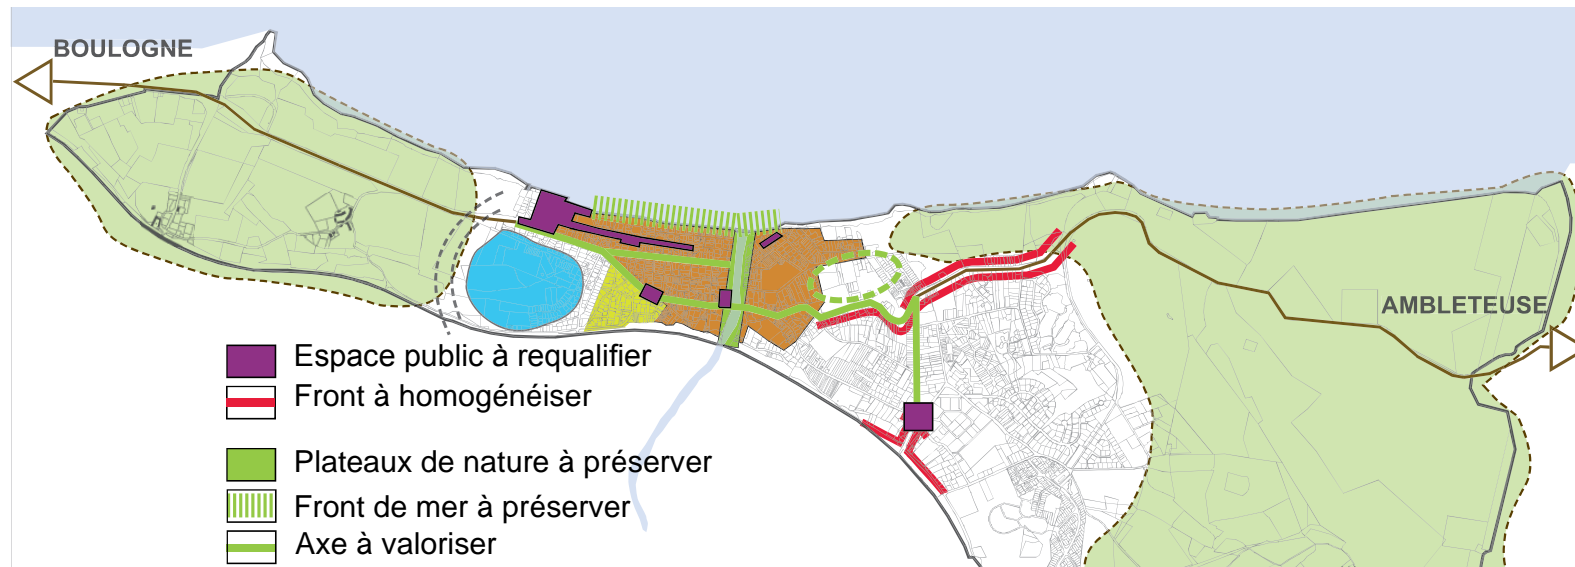 BOULOGNE
AMBLETEUSE
Espace public à requalifier
Front à homogénéiser
Plateaux de nature à préserver
Front de mer à préserver
Axe à valoriser